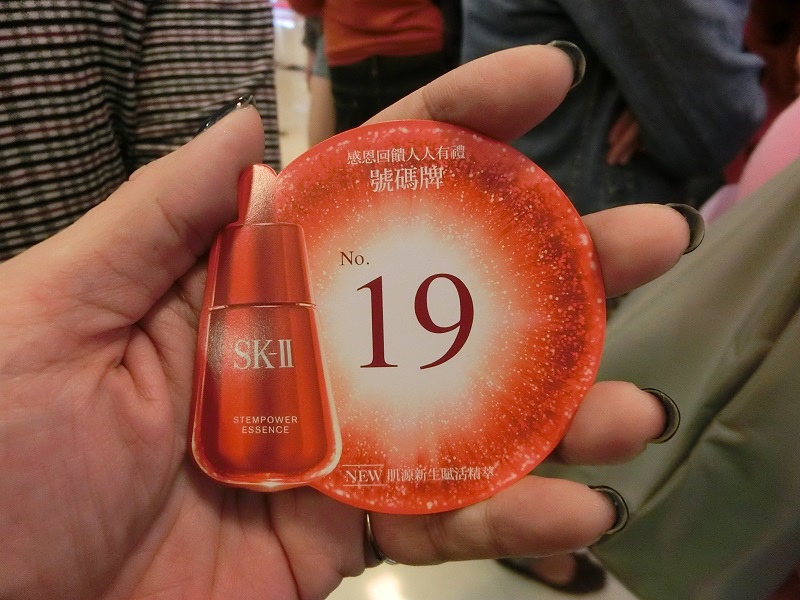 感恩回饋人人有禮
號碼牌
No.
19
SK-II
STEMPOWER
ESSENCE
NEW 肌源新生賦活精萃